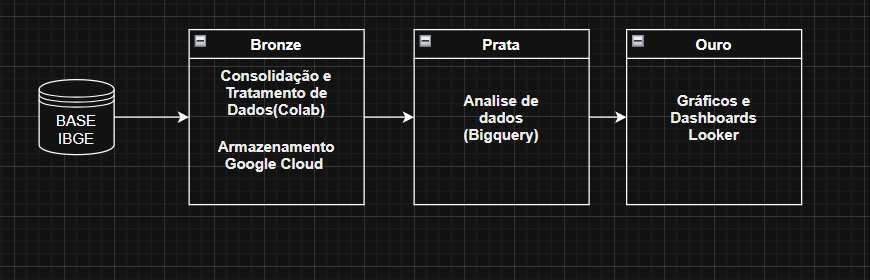 BASE
IBGE
Bronze
Consolidação e
Tratamento de
Dados(Colab)
Armazenamento
Google Cloud
Prata
Analise de
dados
(Bigquery)
Ouro
Gráficos e
Dashboards
Looker